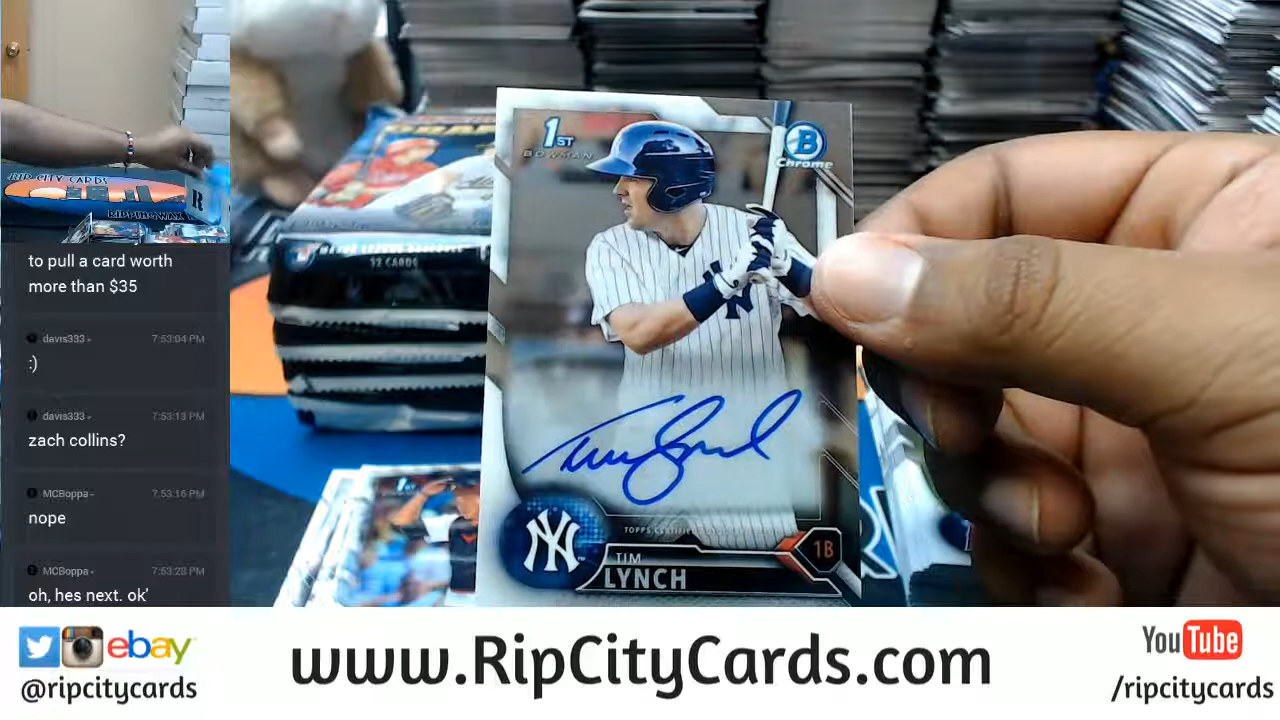 RIP CITY CARDS
RIPPINGWAX
R
to pull a card worth
more than $35
davis333
7:53:04 PM
:)
davis333
7:53:13 PM
zach collins?
MCBoppa
7:53:16 PM
nope
MCBoppa
7:53:28 PM
oh, hes next. ok'
52 CARDS
1ST
BOWMAN
B
Chrome
NY
TOPPS CERTIFIED
TIM
LYNCH
1B
ebay
@ripcitycards
www.RipCityCards.com
YouTube
/ripcitycards